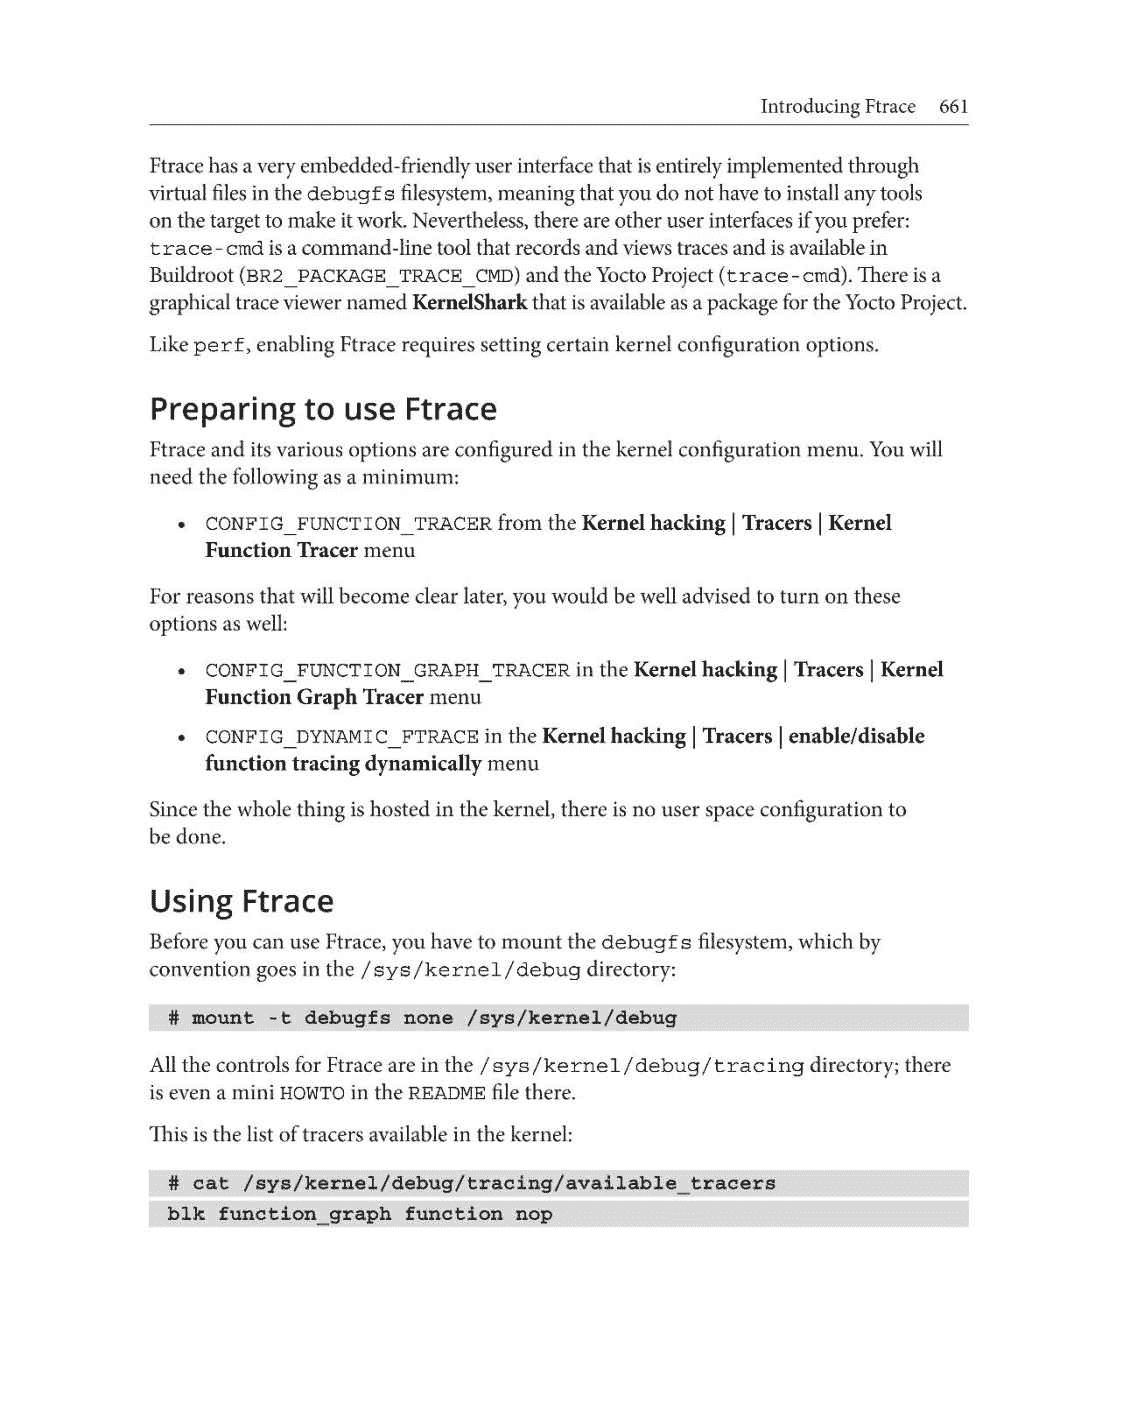 Introducing Ftrace 661
Ftrace has a very embedded-friendly user interface that is entirely implemented through
virtual files in the debugfs filesystem, meaning that you do not have to install any tools
on the target to make it work. Nevertheless, there are other user interfaces if you prefer:
trace-cmd is a command-line tool that records and views traces and is available in
Buildroot (BR2_PACKAGE_TRACE_CMD) and the Yocto Project (trace-cmd). There is a
graphical trace viewer named KernelShark that is available as a package for the Yocto Project.
Like perf, enabling Ftrace requires setting certain kernel configuration options.
Preparing to use Ftrace
Ftrace and its various options are configured in the kernel configuration menu. You will
need the following as a minimum:
• CONFIG_FUNCTION_TRACER from the Kernel hacking | Tracers | Kernel
Function Tracer menu
For reasons that will become clear later, you would be well advised to turn on these
options as well:
• CONFIG_FUNCTION_GRAPH_TRACER in the Kernel hacking | Tracers | Kernel
Function Graph Tracer menu
• CONFIG_DYNAMIC_FTRACE in the Kernel hacking | Tracers | enable/disable
function tracing dynamically menu
Since the whole thing is hosted in the kernel, there is no user space configuration to
be done.
Using Ftrace
Before you can use Ftrace, you have to mount the debugfs filesystem, which by
convention goes in the /sys/kernel/debug directory:
# mount -t debugfs none /sys/kernel/debug
All the controls for Ftrace are in the /sys/kernel/debug/tracing directory; there
is even a mini HOWTO in the README file there.
This is the list of tracers available in the kernel:
# cat /sys/kernel/debug/tracing/available_tracers
blk function_graph function nop